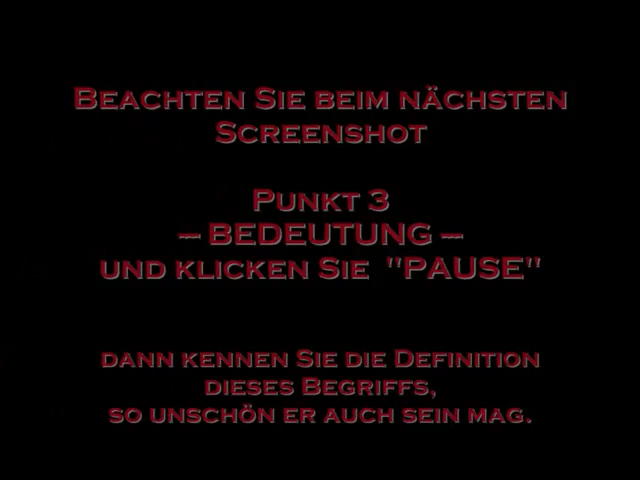 Beachten Sie beim nächsten
Screenshot
Punkt 3
--- BEDEUTUNG ---
und klicken Sie "PAUSE"
dann kennen Sie die Definition
dieses Begriffs,
so unschön er auch sein mag.